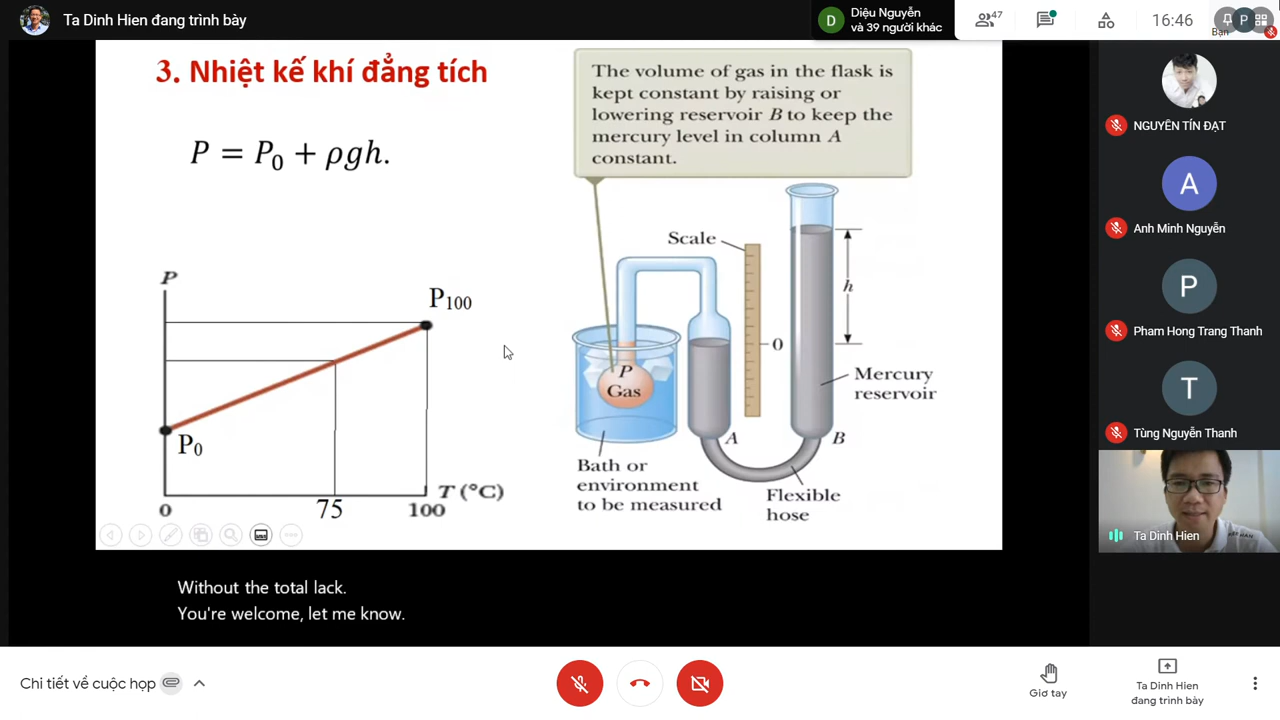 Ta Dinh Hien đang trình bày
D
Diệu Nguyễn
và 39 người khác
47
16:46
P
Bạn
3. Nhiệt kế khí đẳng tích
P = P₀ + ρgh.
The volume of gas in the flask is
kept constant by raising or
lowering reservoir B to keep the
mercury level in column A
constant.
Scale
h
0
P
Gas
Mercury
reservoir
A
B
Bath or
environment
to be measured
Flexible
hose
P
P₁₀₀
P₀
T (°C)
0
75
100
NGUYÊN TÍN ĐẠT
A
Anh Minh Nguyễn
P
Pham Hong Trang Thanh
T
Tùng Nguyễn Thanh
Ta Dinh Hien
Without the total lack.
You're welcome, let me know.
Chi tiết về cuộc họp
Giơ tay
Ta Dinh Hien
đang trình bày